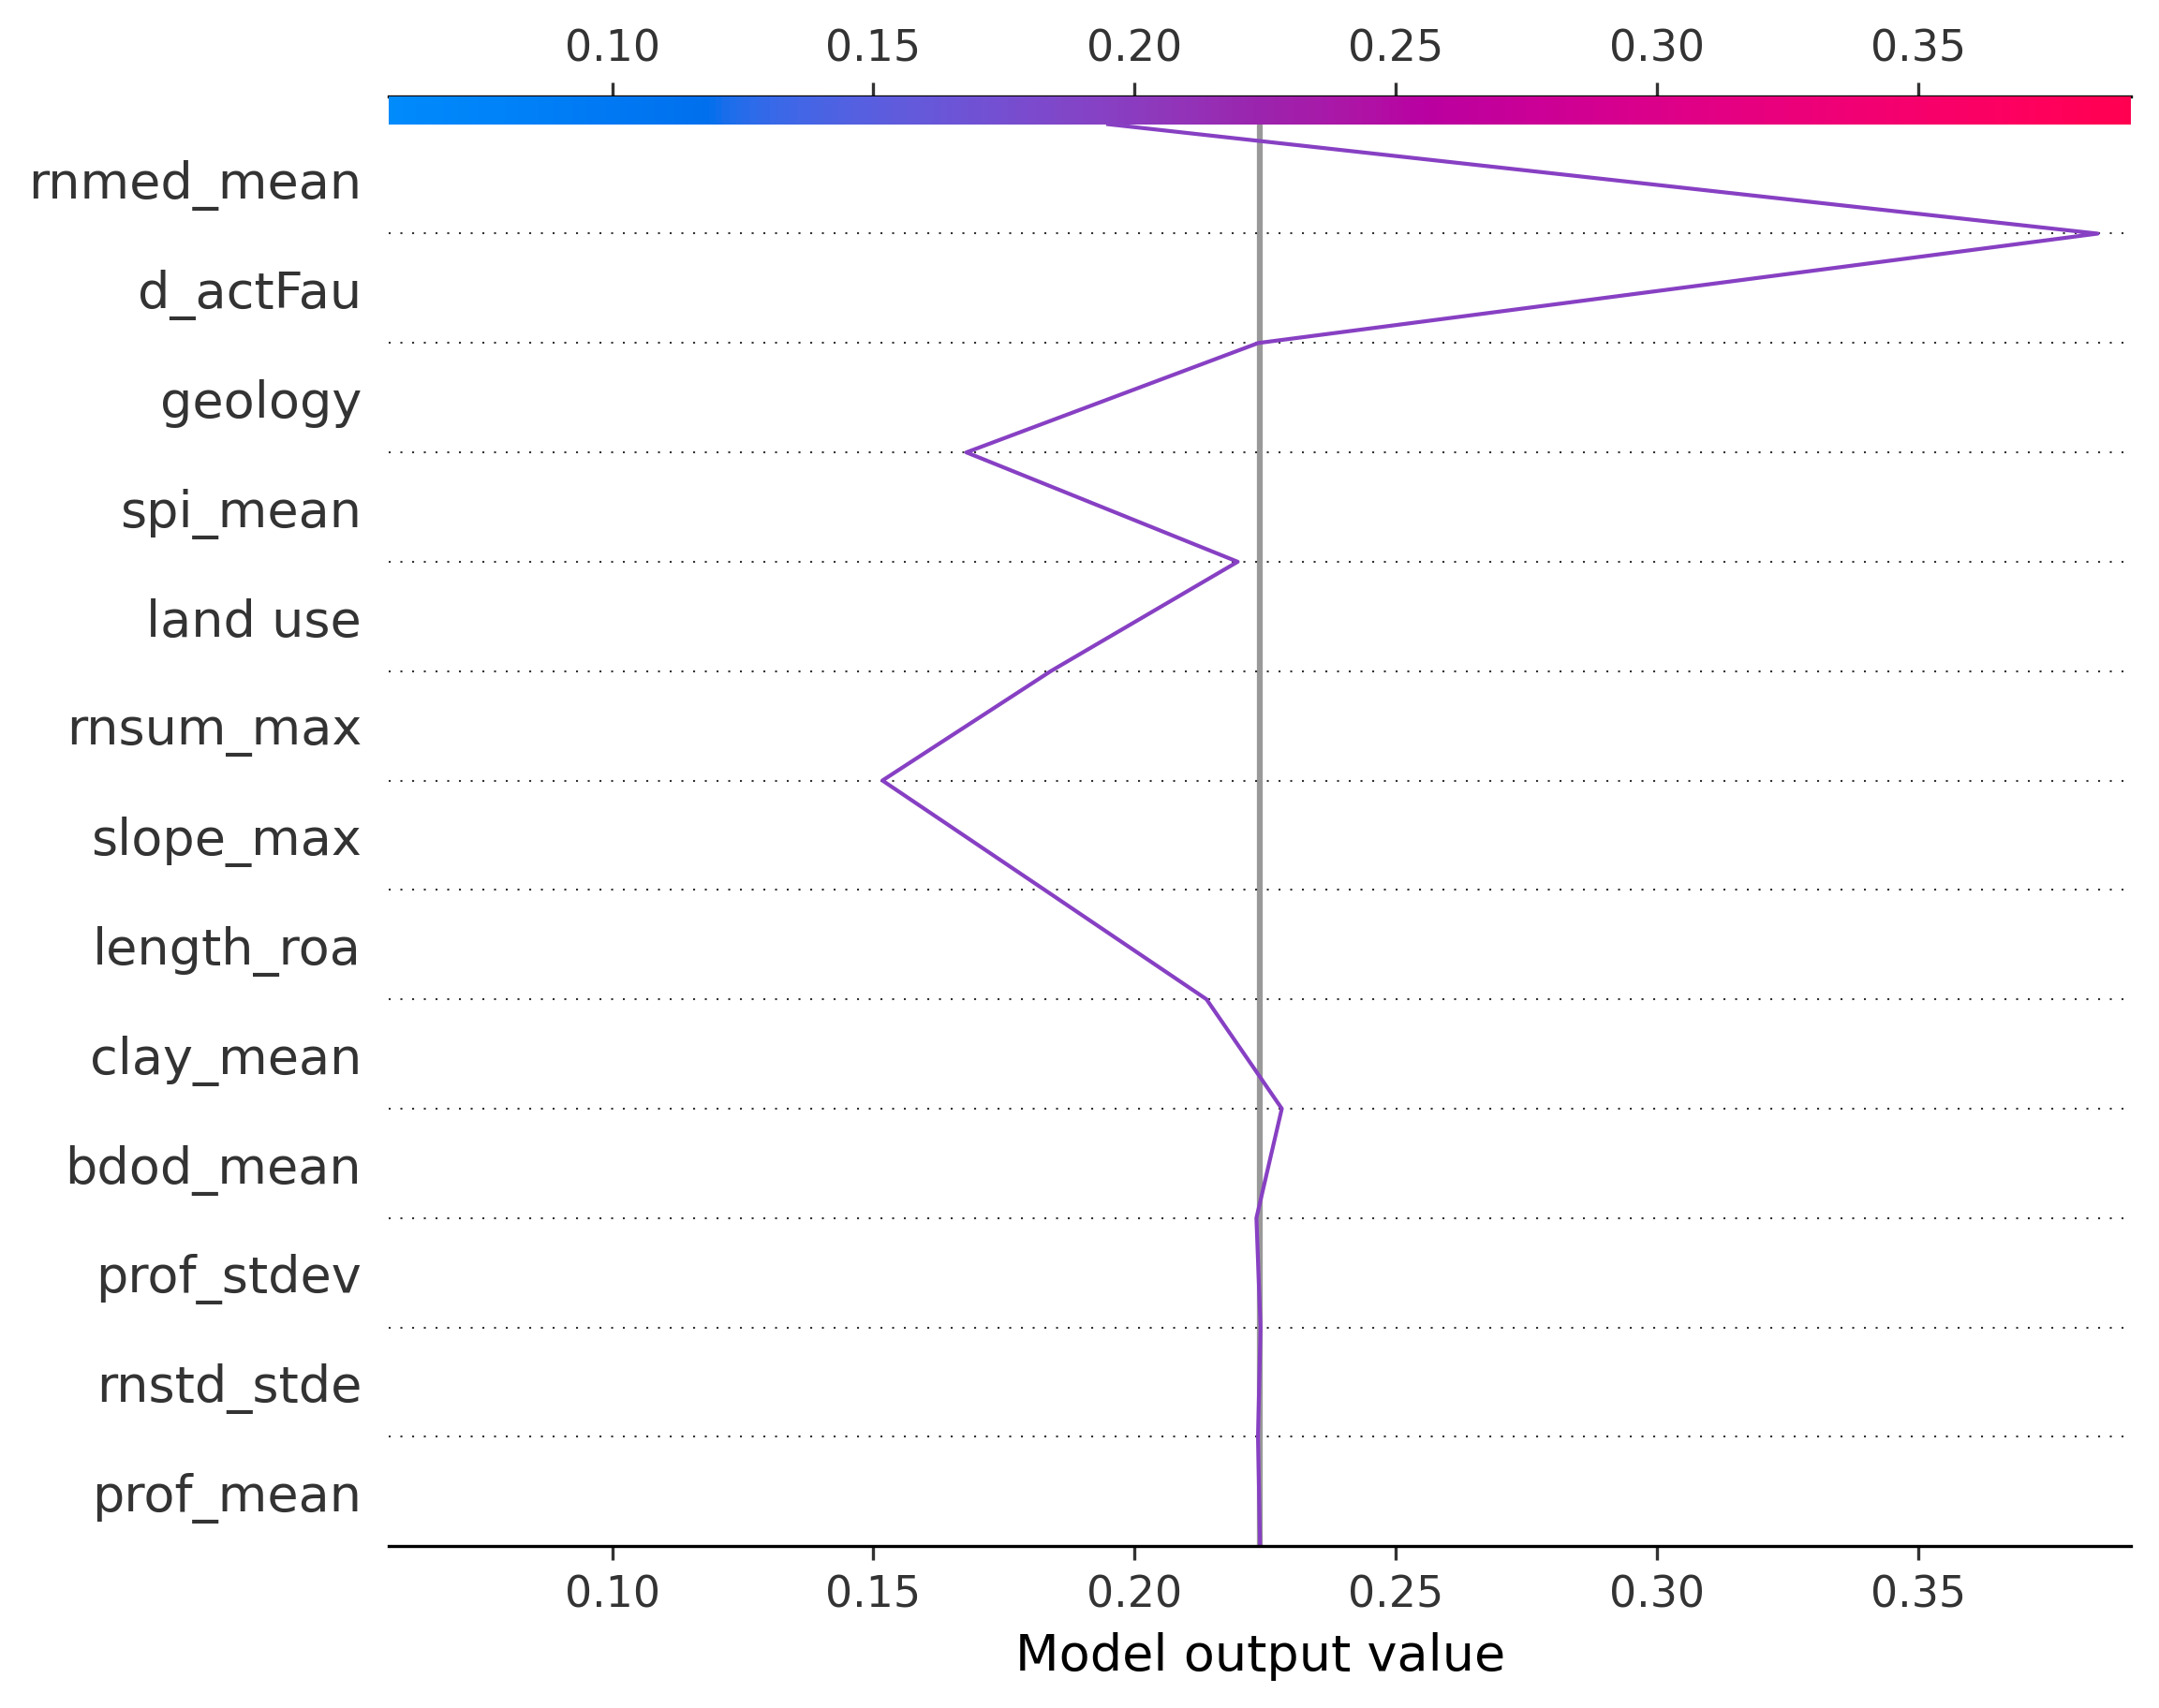 0.10 0.15 0.20 0.25 0.30 0.35
rnmed_mean
d_actFau
geology
spi_mean
land use
rnsum_max
slope_max
length_roa
clay_mean
bdod_mean
prof_stdev
rnstd_stde
prof_mean
0.10 0.15 0.20 0.25 0.30 0.35
Model output value